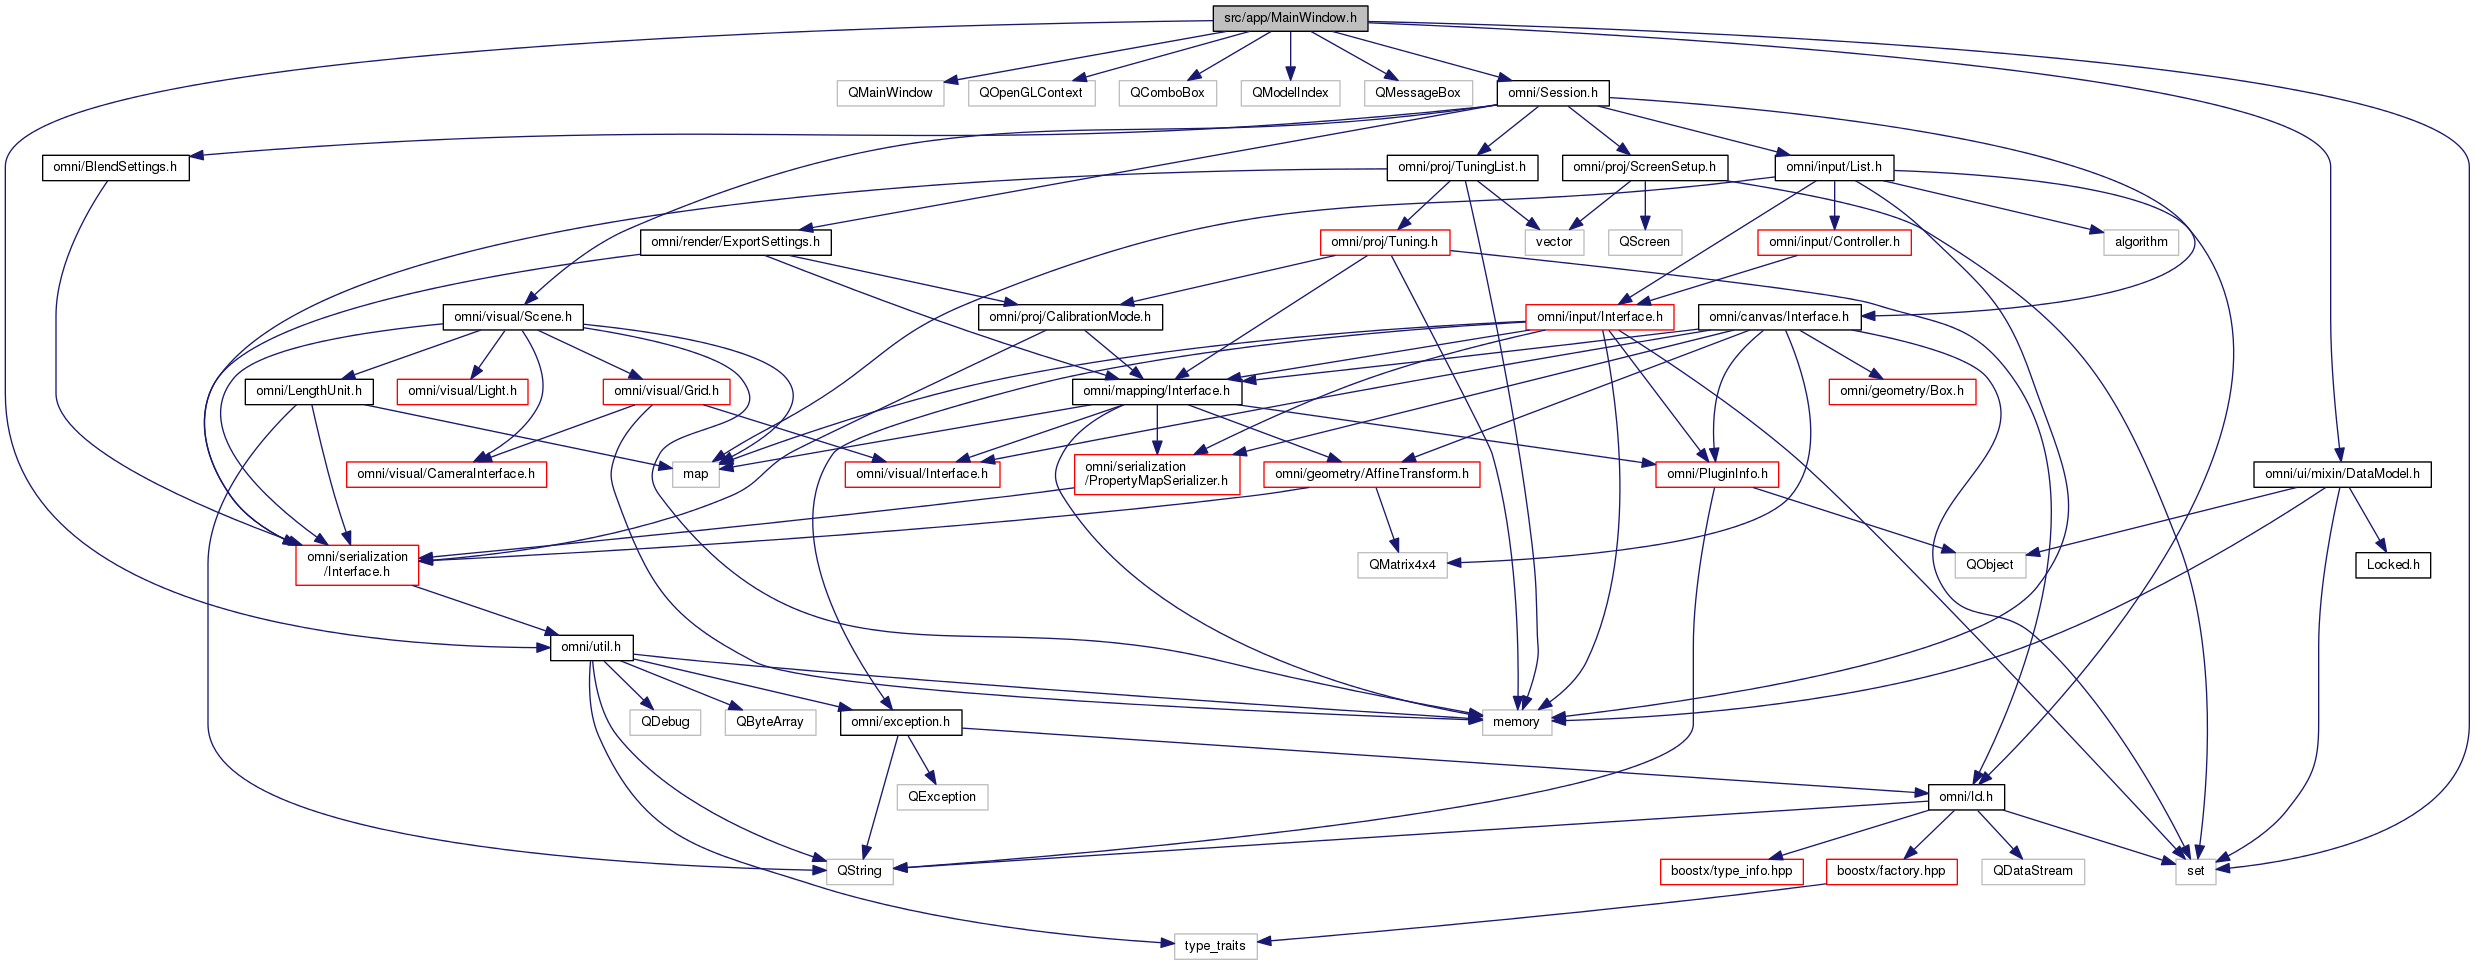 src/app/MainWindow.h
QMainWindow
QOpenGLContext
QComboBox
QModelIndex
QMessageBox
omni/Session.h
omni/BlendSettings.h
omni/proj/TuningList.h
omni/proj/ScreenSetup.h
omni/input/List.h
omni/render/ExportSettings.h
omni/proj/Tuning.h
vector
QScreen
omni/input/Controller.h
algorithm
omni/visual/Scene.h
omni/proj/CalibrationMode.h
omni/input/Interface.h
omni/canvas/Interface.h
omni/LengthUnit.h
omni/visual/Light.h
omni/visual/Grid.h
omni/mapping/Interface.h
omni/geometry/Box.h
omni/visual/CameraInterface.h
map
omni/visual/Interface.h
omni/serialization
/PropertyMapSerializer.h
omni/geometry/AffineTransform.h
omni/PluginInfo.h
omni/ui/mixin/DataModel.h
omni/serialization
/Interface.h
QMatrix4x4
QObject
Locked.h
omni/util.h
QDebug
QByteArray
omni/exception.h
memory
QException
omni/Id.h
QString
boostx/type_info.hpp
boostx/factory.hpp
QDataStream
set
type_traits